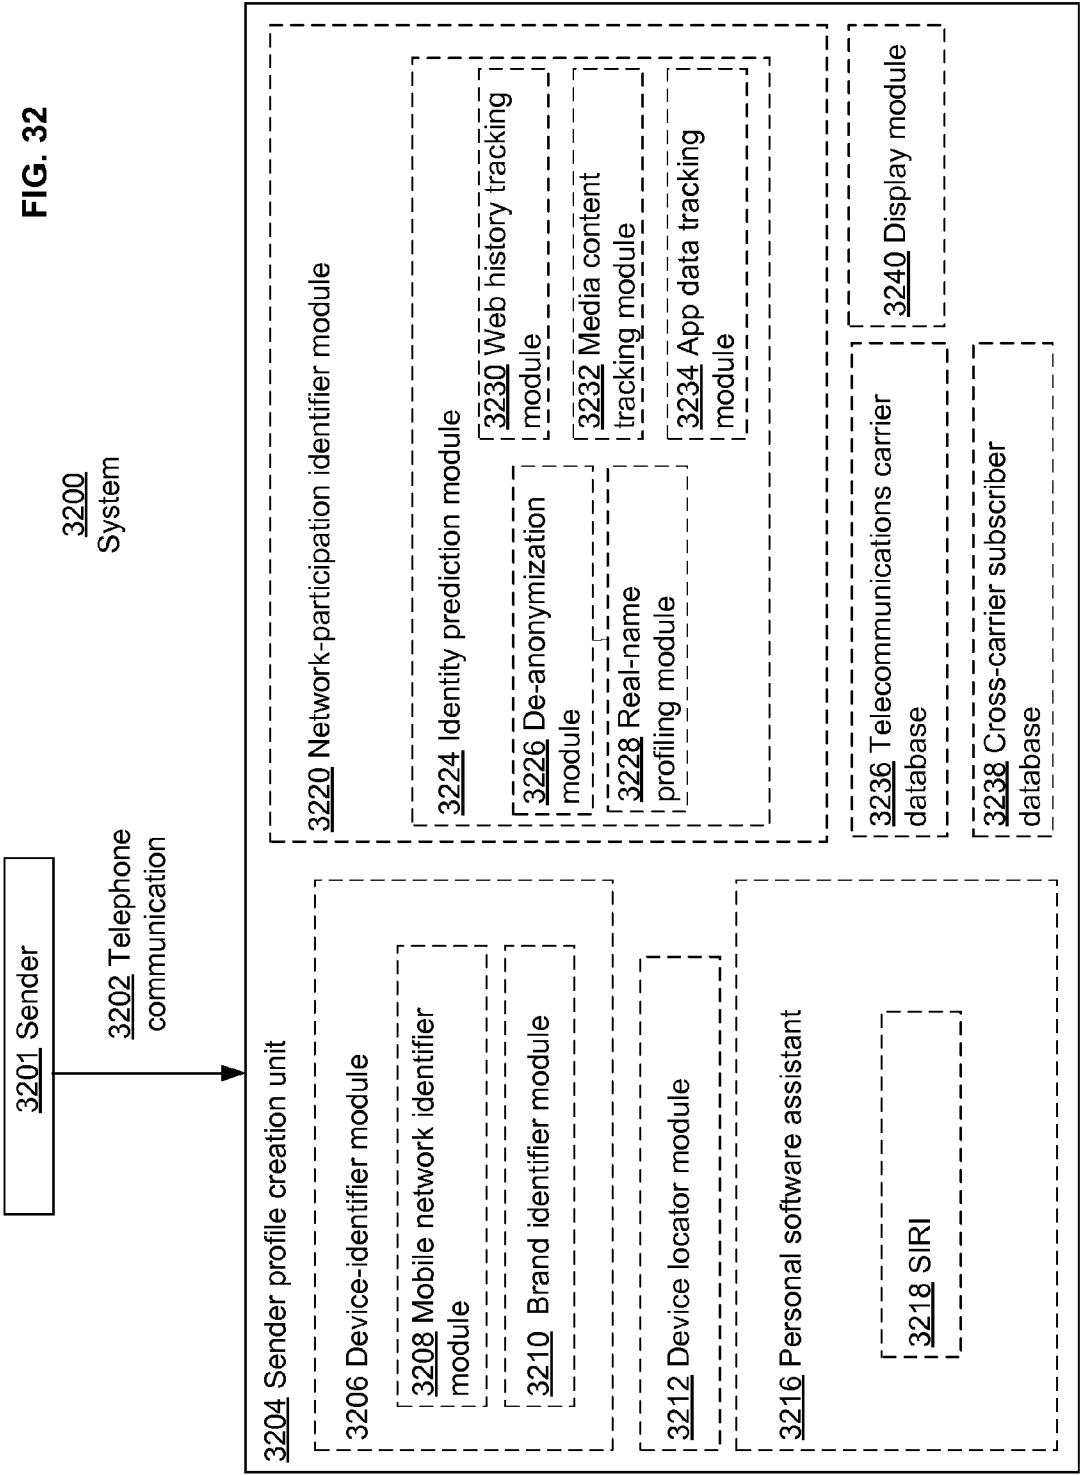 FIG. 32
3200
System
3201 Sender
3202 Telephone
communication
3204 Sender profile creation unit
3206 Device-identifier module
3208 Mobile network identifier
module
3210 Brand identifier module
3212 Device locator module
3216 Personal software assistant
3218 SIRI
3220 Network-participation identifier module
3224 Identity prediction module
3226 De-anonymization
module
3228 Real-name
profiling module
3230 Web history tracking
module
3232 Media content
tracking module
3234 App data tracking
module
3236 Telecommunications carrier
database
3238 Cross-carrier subscriber
database
3240 Display module